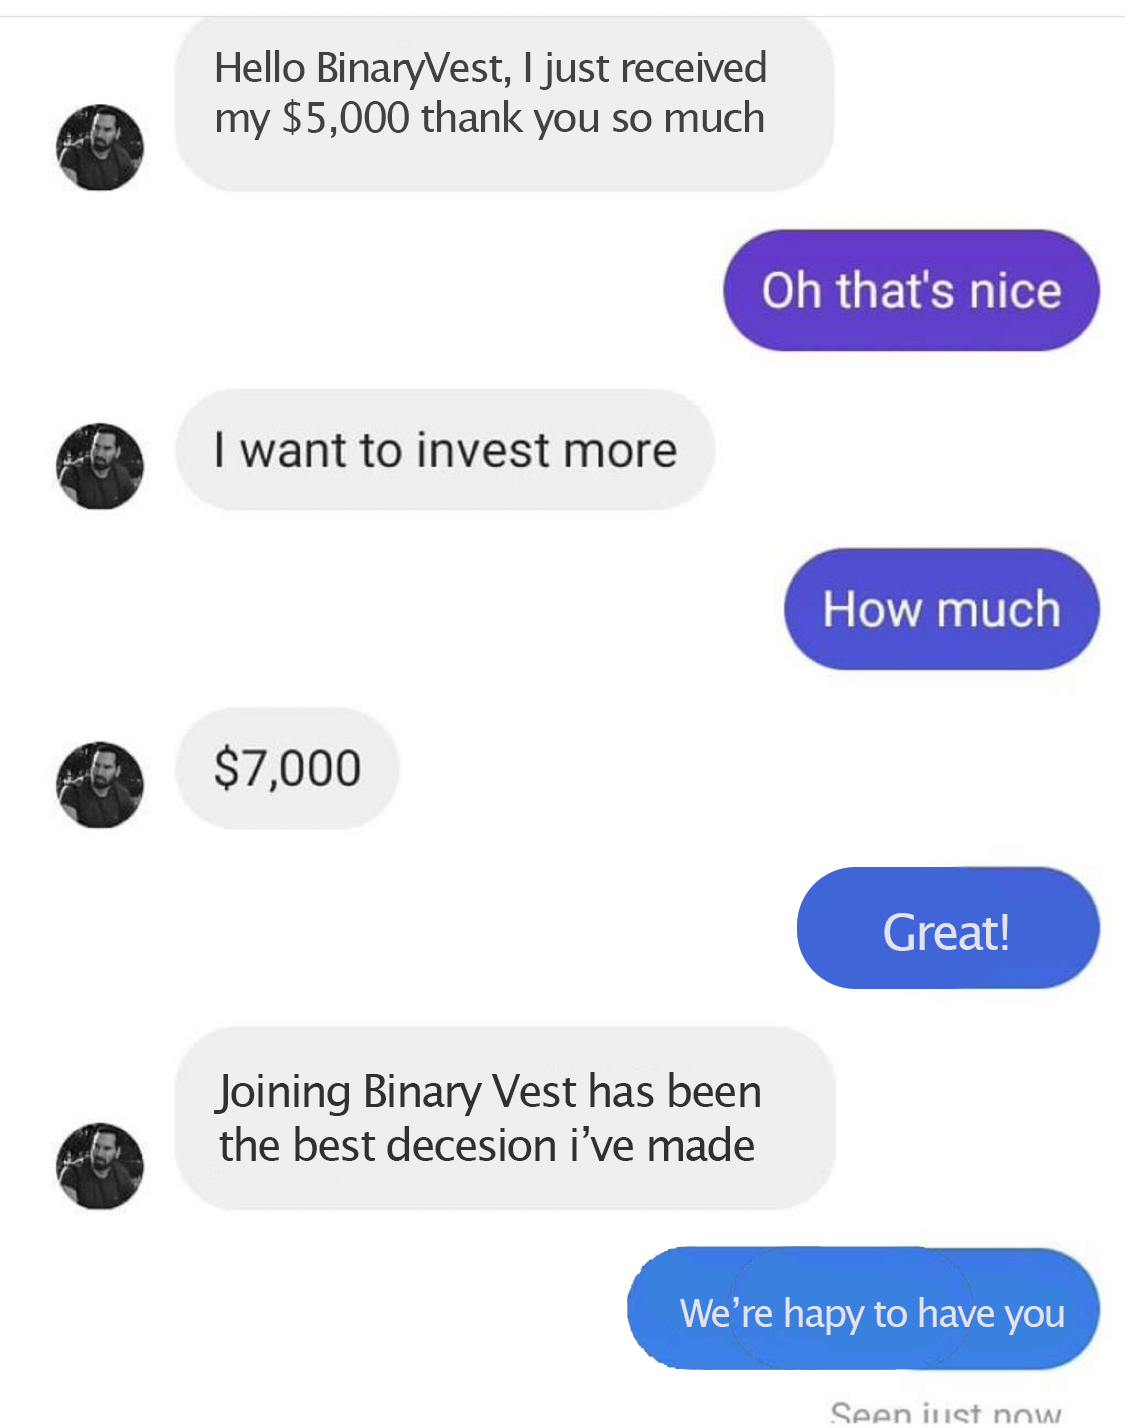 Hello BinaryVest, I just received
my $5,000 thank you so much
Oh that's nice
I want to invest more
How much
$7,000
Great!
Joining Binary Vest has been
the best decesion i’ve made
We’re hapy to have you
Seen just now